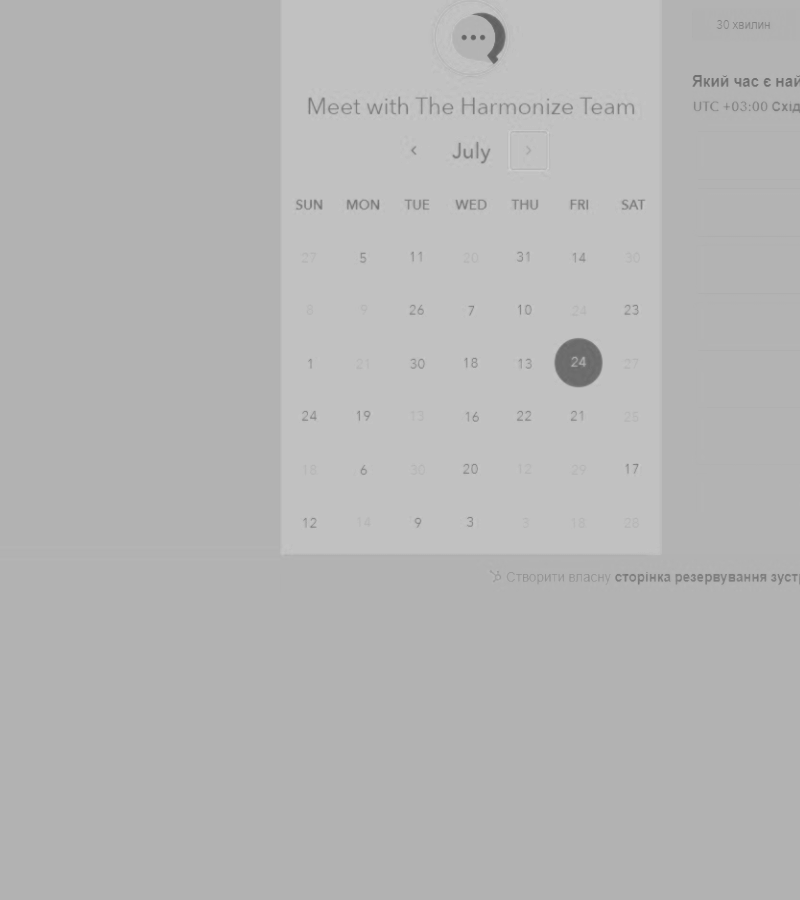 30 хвилин
Який час є най
UTC +03:00 Схід
Meet with The Harmonize Team
July
SUN MON TUE WED THU FRI SAT
27 5 11 20 31 14 30
8 9 26 7 10 24 23
1 21 30 18 13 24 27
24 19 13 16 22 21 25
18 6 30 20 12 29 17
12 14 9 3 3 18 28
Створити власну сторінка резервування зуст